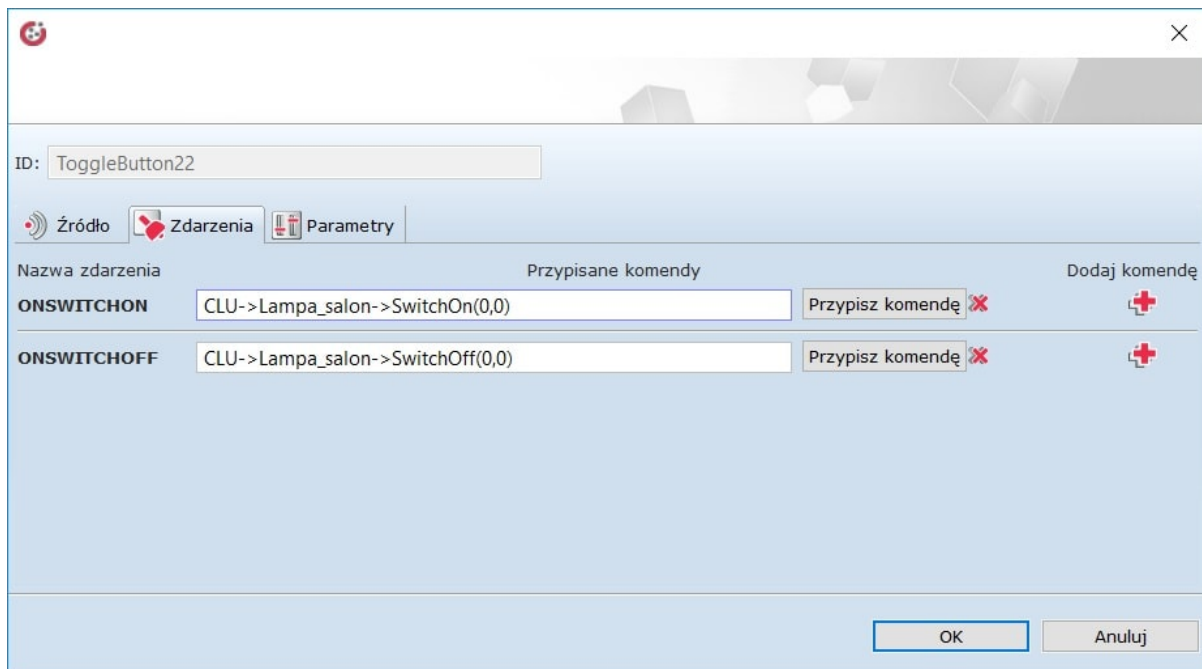 ID: ToggleButton22
Źródło Zdarzenia Parametry
Nazwa zdarzenia Przypisane komendy Dodaj komendę
ONSWITCHON CLU->Lampa_salon->SwitchOn(0,0) Przypisz komendę
ONSWITCHOFF CLU->Lampa_salon->SwitchOff(0,0) Przypisz komendę
OK Anuluj